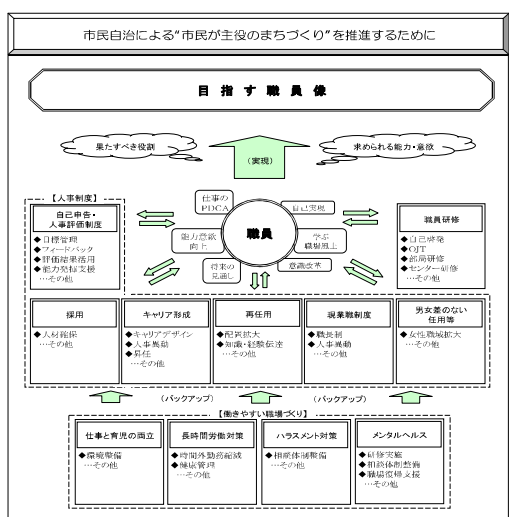 市民自治による“市民が主役のまちづくり”を推進するために
目指す職員像
果たすべき役割
（実現）
求められる能力・意欲
【人事制度】
自己申告・
人事評価制度
◆目標管理
◆フィードバック
◆評価結果活用
◆能力発揮支援
…その他
仕事の
PDCA
自己実現
能力意欲
向上
職員
学ぶ
職場風土
将来の
見通し
意識改革
職員研修
◆自己啓発
◆OJT
◆部局研修
◆センター研修
…その他
採用
◆人材確保
…その他
キャリア形成
◆キャリアデザイン
◆人事異動
◆昇任
…その他
再任用
◆配置拡大
◆知識・経験伝達
…その他
現業職制度
◆職長制
◆人事異動
…その他
男女差のない
任用等
◆女性職域拡大
…その他
（バックアップ）
（バックアップ）
【働きやすい職場づくり】
仕事と育児の両立
◆環境整備
…その他
長時間労働対策
◆時間外勤務縮減
◆健康管理
…その他
ハラスメント対策
◆相談体制整備
…その他
メンタルヘルス
◆研修実施
◆相談体制整備
◆職場復帰支援
…その他